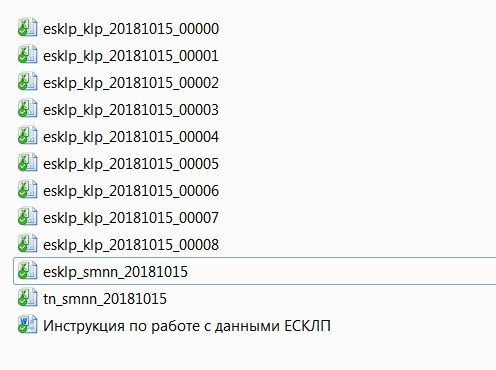 esklp_klp_20181015_00000
esklp_klp_20181015_00001
esklp_klp_20181015_00002
esklp_klp_20181015_00003
esklp_klp_20181015_00004
esklp_klp_20181015_00005
esklp_klp_20181015_00006
esklp_klp_20181015_00007
esklp_klp_20181015_00008
esklp_smnn_20181015
tn_smnn_20181015
Инструкция по работе с данными ЕСКЛП